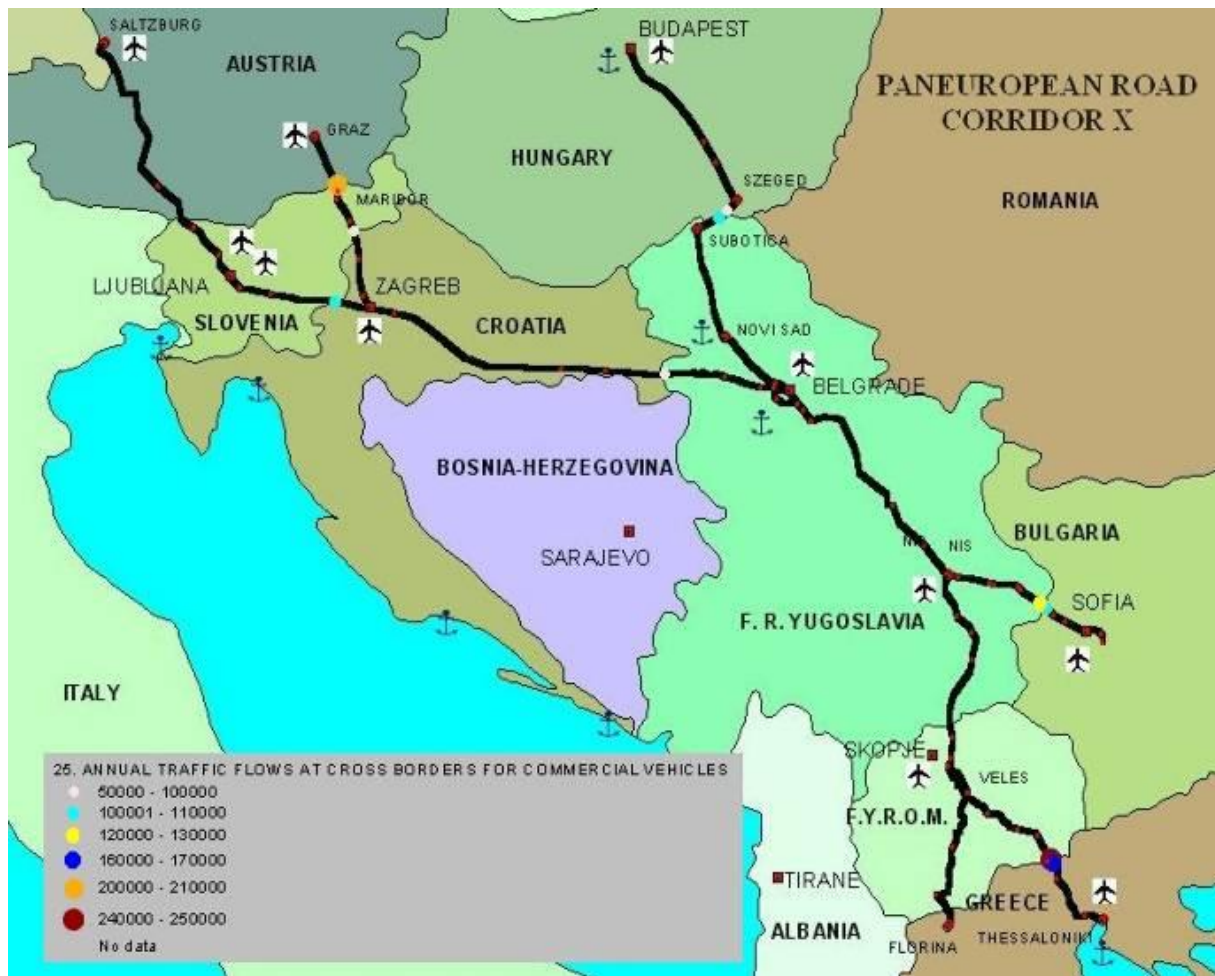 SALTZBURG
AUSTRIA
GRAZ
MARIBOR
BUDAPEST
HUNGARY
SZEGED
SUBOTICA
PANEUROPEAN ROAD
CORRIDOR X
ROMANIA
LJUBLJANA
SLOVENIA
ZAGREB
CROATIA
NOVI SAD
BELGRADE
BOSNIA-HERZEGOVINA
SARAJEVO
NIS
BULGARIA
SOFIA
F. R. YUGOSLAVIA
ITALY
SKOPJE
VELES
F.Y.R.O.M.
TIRANE
ALBANIA
GREECE
FLORINA
THESSALONIKI
25. ANNUAL TRAFFIC FLOWS AT CROSS BORDERS FOR COMMERCIAL VEHICLES
50000 - 100000
100001 - 110000
120000 - 130000
160000 - 170000
200000 - 210000
240000 - 250000
No data